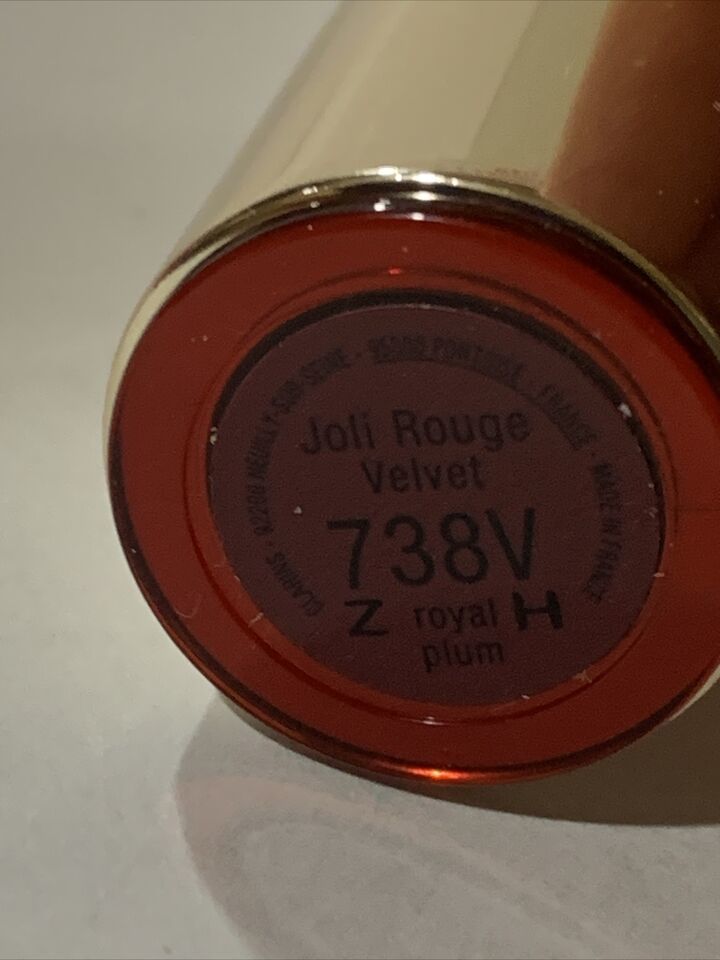 CLARINS - 92200 NEUILLY-SUR-SEINE - 95300 PONTOISE - FRANCE - MADE IN FRANCE
Joli Rouge
Velvet
738V
Z royal H
plum